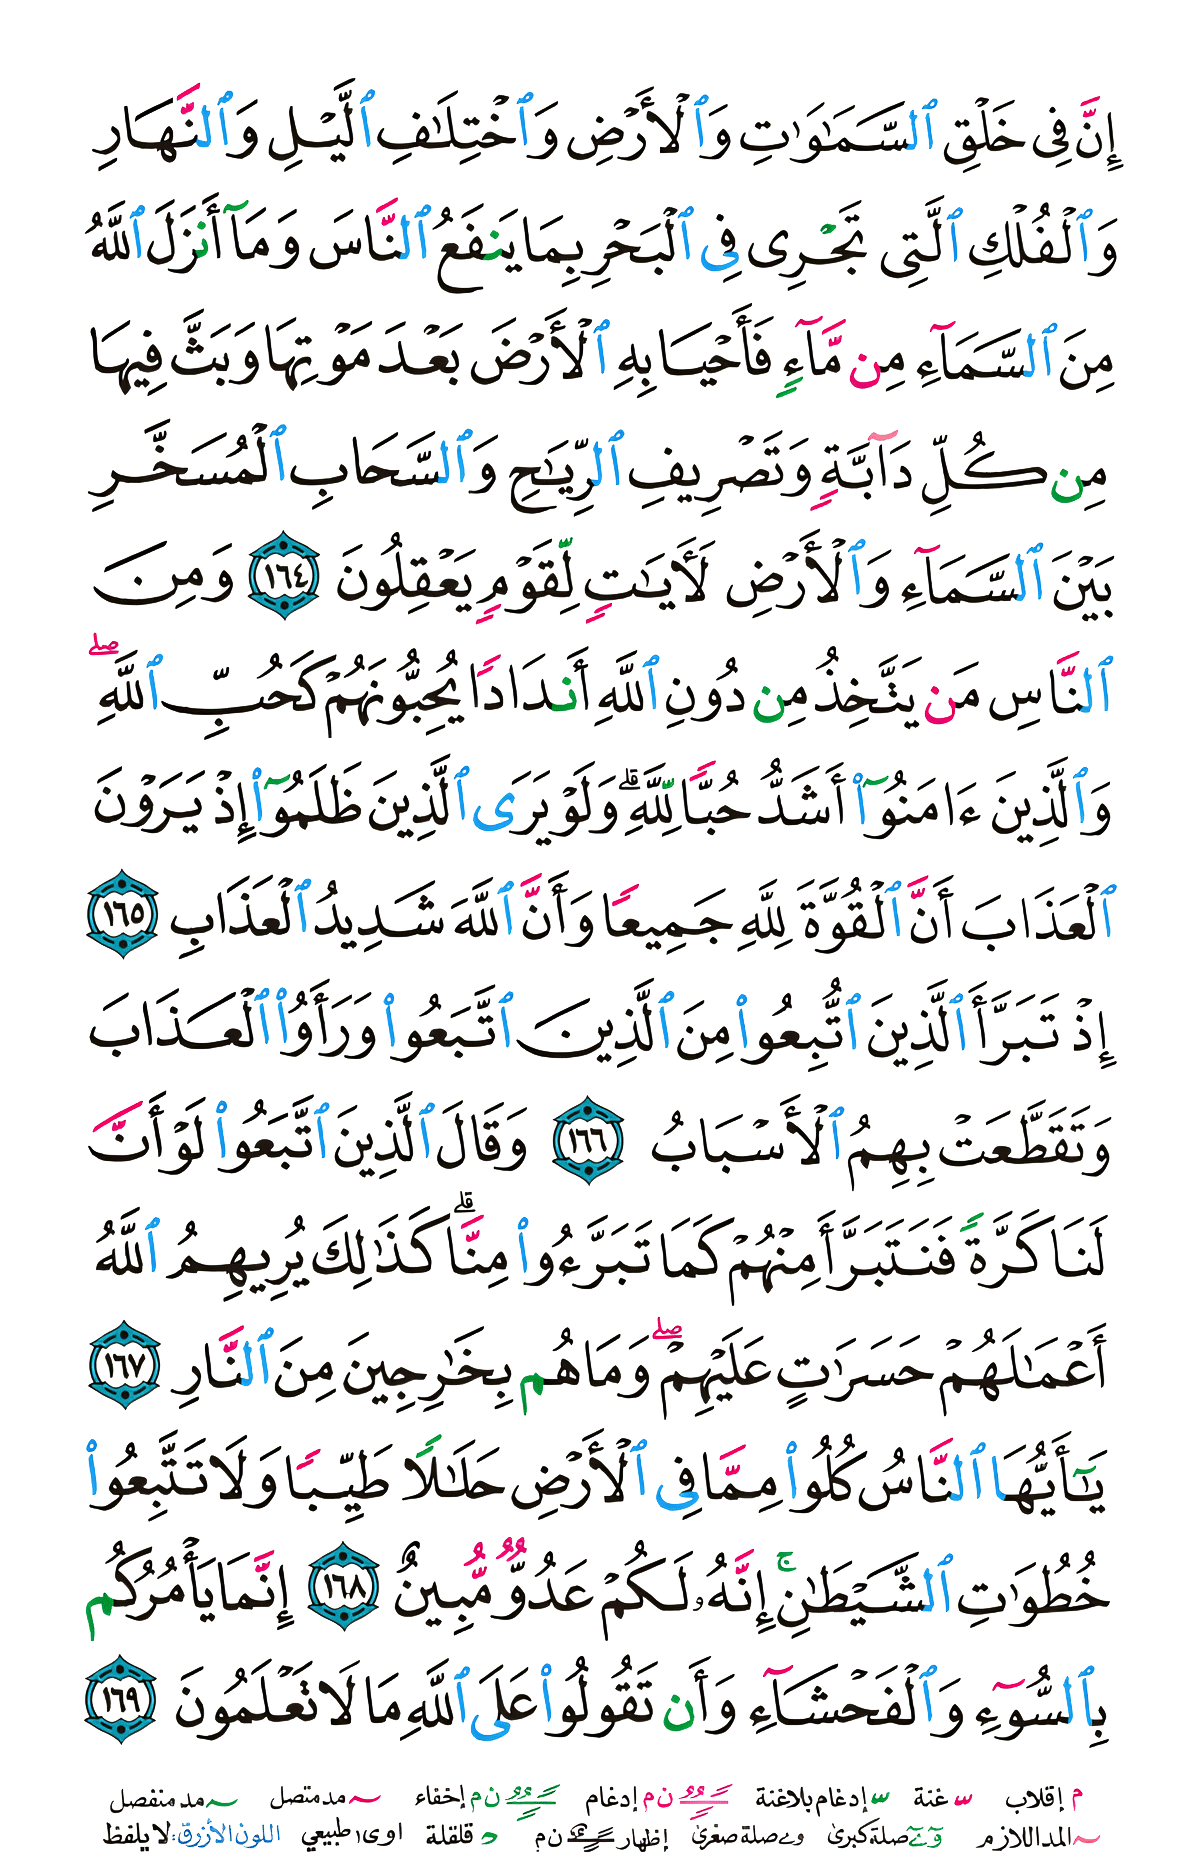 إِنَّ فِى خَلْقِ ٱلسَّمَـٰوَٰتِ وَٱلْأَرْضِ وَٱخْتِلَـٰفِ ٱلَّيْلِ وَٱلنَّهَارِ
وَٱلْفُلْكِ ٱلَّتِى تَجْرِى فِى ٱلْبَحْرِ بِمَا يَنفَعُ ٱلنَّاسَ وَمَآ أَنزَلَ ٱللَّهُ
مِنَ ٱلسَّمَآءِ مِن مَّآءٍ فَأَحْيَا بِهِ ٱلْأَرْضَ بَعْدَ مَوْتِهَا وَبَثَّ فِيهَا
مِن كُلِّ دَآبَّةٍ وَتَصْرِيفِ ٱلرِّيَـٰحِ وَٱلسَّحَابِ ٱلْمُسَخَّرِ
بَيْنَ ٱلسَّمَآءِ وَٱلْأَرْضِ لَأَيَـٰتٍ لِّقَوْمٍ يَعْقِلُونَ ١٦٤ وَمِنَ
ٱلنَّاسِ مَن يَتَّخِذُ مِن دُونِ ٱللَّهِ أَندَادًا يُحِبُّونَهُمْ كَحُبِّ ٱللَّهِ ۖ
وَٱلَّذِينَ ءَامَنُوٓا۟ أَشَدُّ حُبًّا لِّلَّهِ ۗ وَلَوْ يَرَى ٱلَّذِينَ ظَلَمُوٓا۟ إِذْ يَرَوْنَ
ٱلْعَذَابَ أَنَّ ٱلْقُوَّةَ لِلَّهِ جَمِيعًا وَأَنَّ ٱللَّهَ شَدِيدُ ٱلْعَذَابِ ١٦٥
إِذْ تَبَرَّأَ ٱلَّذِينَ ٱتُّبِعُوا۟ مِنَ ٱلَّذِينَ ٱتَّبَعُوا۟ وَرَأَوُا۟ ٱلْعَذَابَ
وَتَقَطَّعَتْ بِهِمُ ٱلْأَسْبَابُ ١٦٦ وَقَالَ ٱلَّذِينَ ٱتَّبَعُوا۟ لَوْ أَنَّ
لَنَا كَرَّةً فَنَتَبَرَّأَ مِنْهُمْ كَمَا تَبَرَّءُوا۟ مِنَّا ۗ كَذَٰلِكَ يُرِيهِمُ ٱللَّهُ
أَعْمَـٰلَهُمْ حَسَرَٰتٍ عَلَيْهِمْ ۖ وَمَا هُم بِخَـٰرِجِينَ مِنَ ٱلنَّارِ ١٦٧
يَـٰٓأَيُّهَا ٱلنَّاسُ كُلُوا۟ مِمَّا فِى ٱلْأَرْضِ حَلَـٰلًا طَيِّبًا وَلَا تَتَّبِعُوا۟
خُطُوَٰتِ ٱلشَّيْطَـٰنِ ۚ إِنَّهُۥ لَكُمْ عَدُوٌّ مُّبِينٌ ١٦٨ إِنَّمَا يَأْمُرُكُم
بِٱلسُّوٓءِ وَٱلْفَحْشَآءِ وَأَن تَقُولُوا۟ عَلَى ٱللَّهِ مَا لَا تَعْلَمُونَ ١٦٩
م إقلاب غنة إدغام بلاغنة ن م إدغام ن م إخفاء مد متصل مد منفصل
المد اللازم صلة كبرى وے صلة صغرى إظهار ن م قلقلة اوى طبيعي اللون الأزرق: لا يلفظ